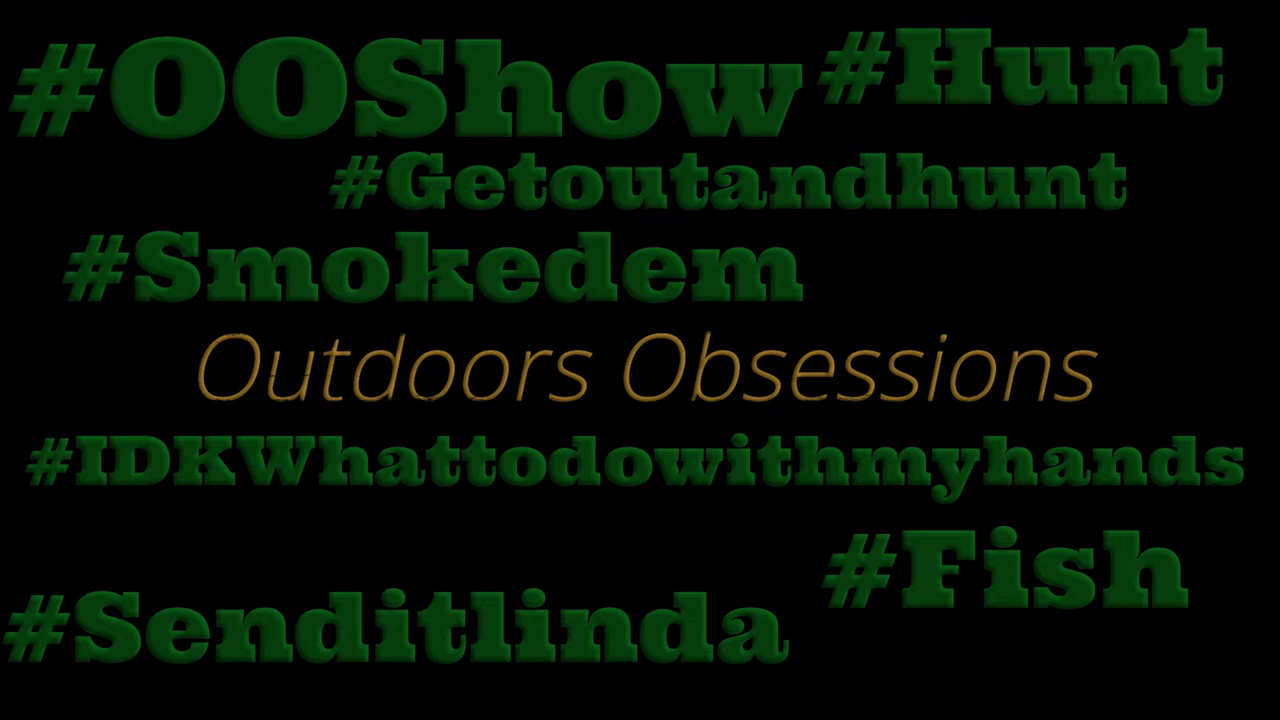 #OOShow #Hunt
#Getoutandhunt
#Smokedem
Outdoors Obsessions
#IDKWhattodowithmyhands
#Fish
#Senditlinda